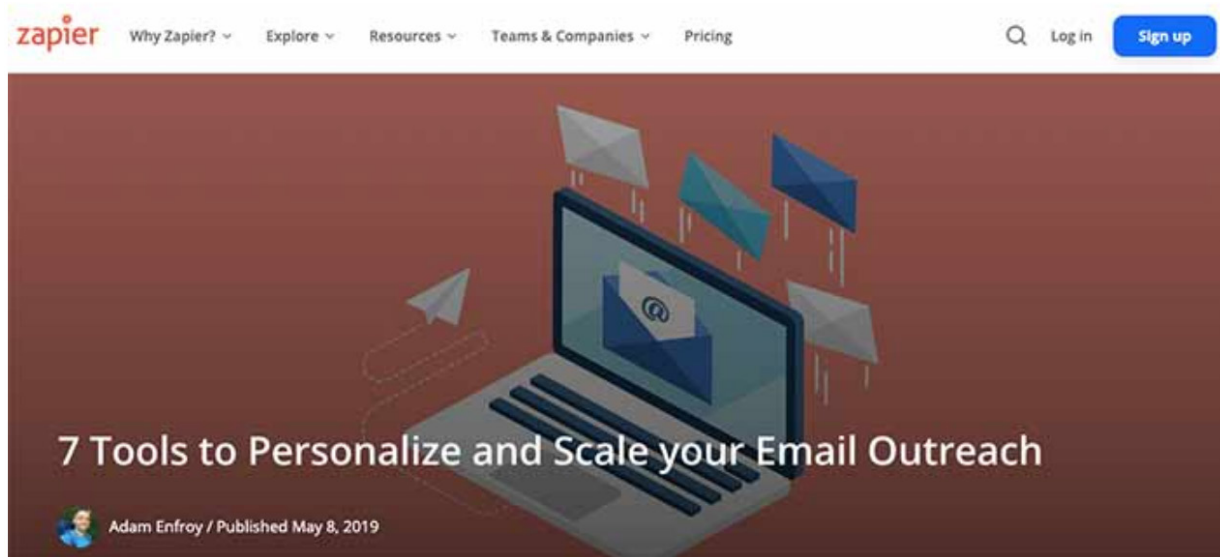 zapier Why Zapier? Explore Resources Teams & Companies Pricing Log in Sign up
@
7 Tools to Personalize and Scale your Email Outreach
Adam Enfroy / Published May 8, 2019